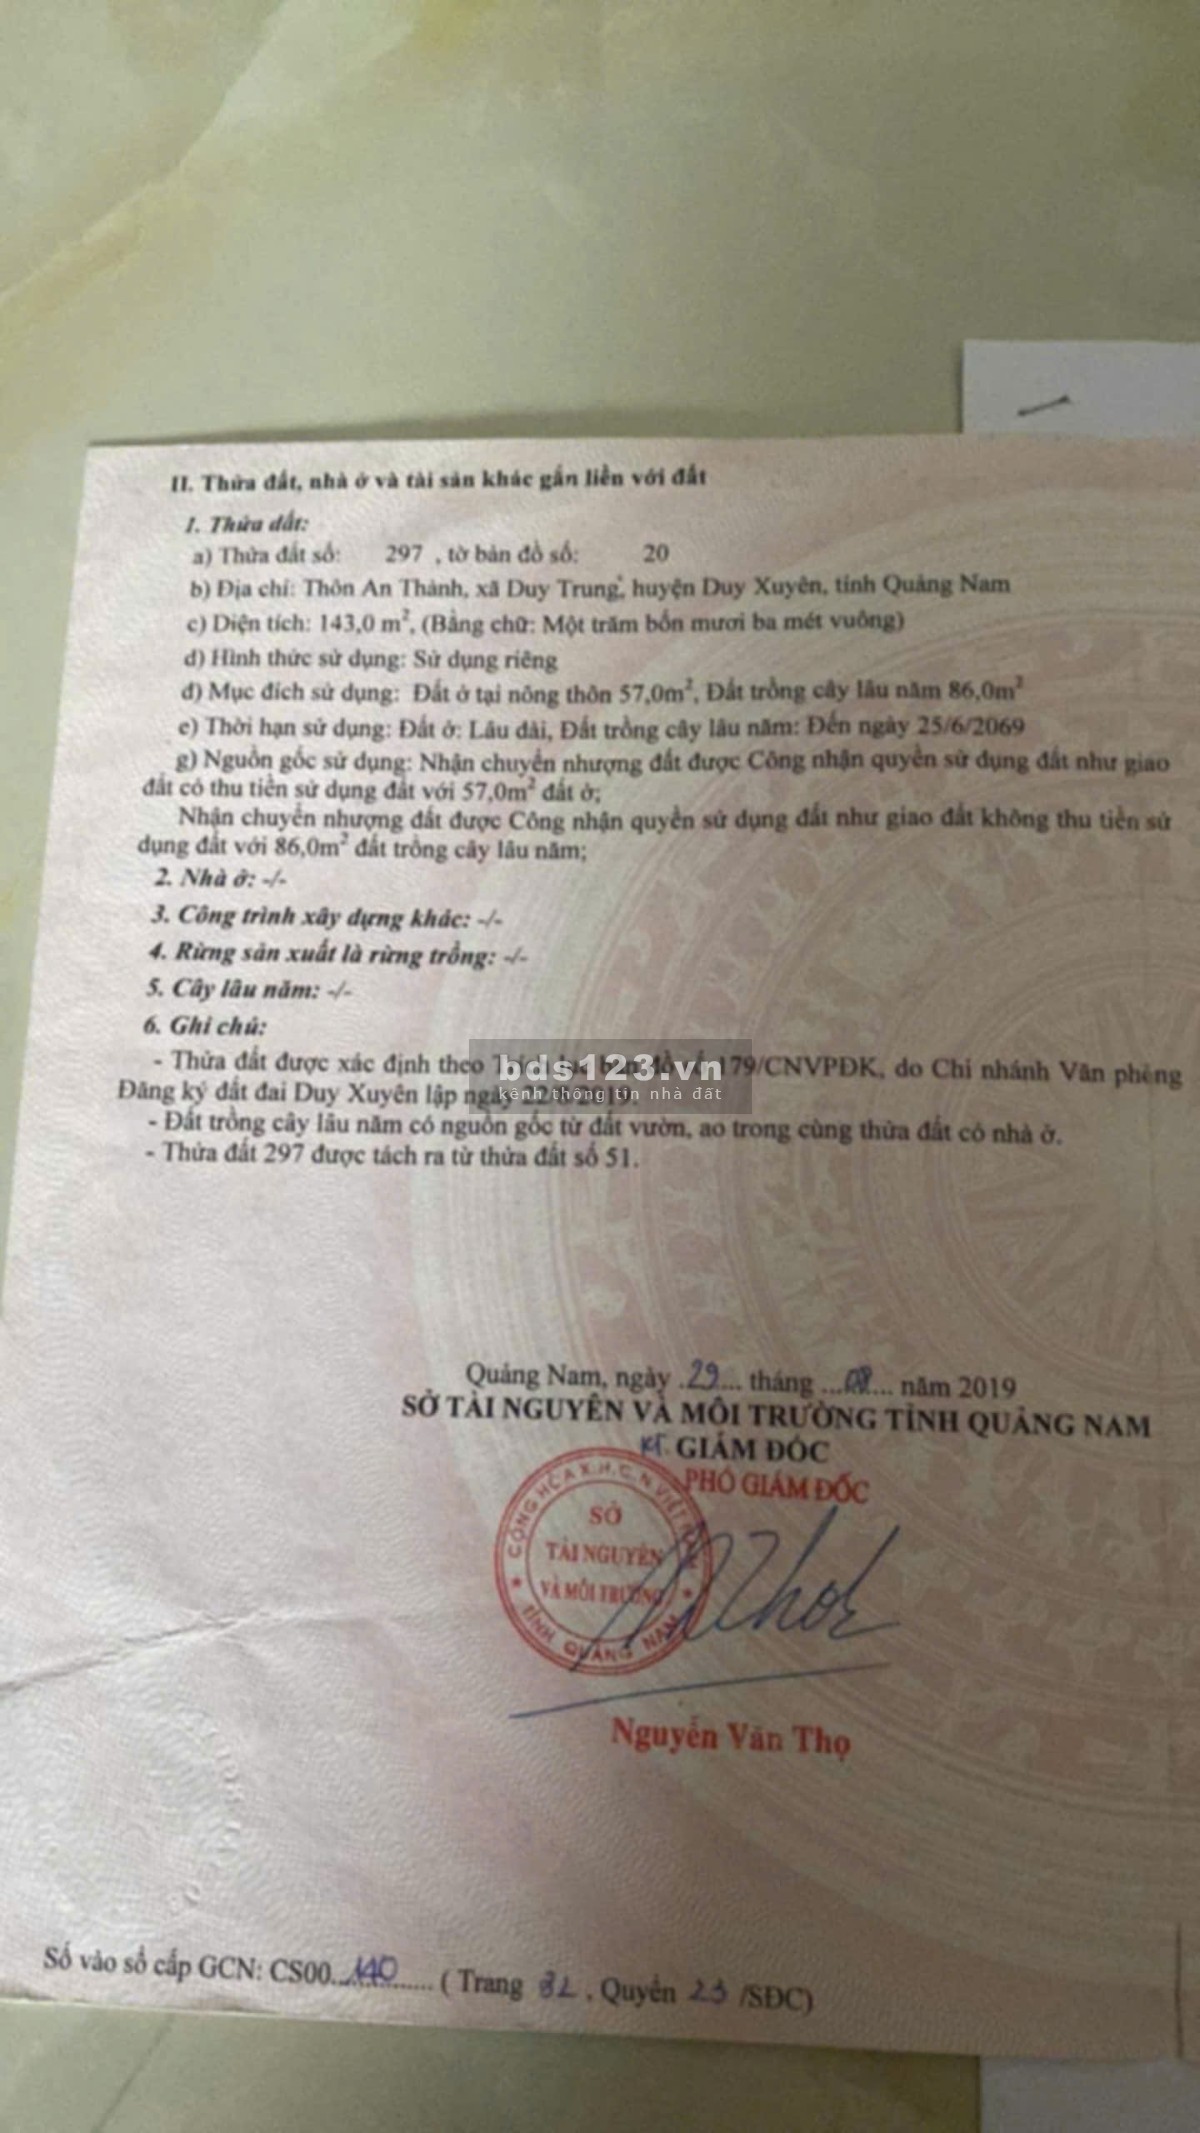 II. Thửa đất, nhà ở và tài sản khác gắn liền với đất
1. Thửa đất:
a) Thửa đất số: 297 , tờ bản đồ số: 20
b) Địa chỉ: Thôn An Thành, xã Duy Trung, huyện Duy Xuyên, tỉnh Quảng Nam
c) Diện tích: 143,0 m², (Bằng chữ: Một trăm bốn mươi ba mét vuông)
d) Hình thức sử dụng: Sử dụng riêng
đ) Mục đích sử dụng: Đất ở tại nông thôn 57,0m², Đất trồng cây lâu năm 86,0m²
e) Thời hạn sử dụng: Đất ở: Lâu dài, Đất trồng cây lâu năm: Đến ngày 25/6/2069
g) Nguồn gốc sử dụng: Nhận chuyển nhượng đất được Công nhận quyền sử dụng đất như giao
đất có thu tiền sử dụng đất với 57,0m² đất ở;
Nhận chuyển nhượng đất được Công nhận quyền sử dụng đất như giao đất không thu tiền sử
dụng đất với 86,0m² đất trồng cây lâu năm;
2. Nhà ở: -/-
3. Công trình xây dựng khác: -/-
4. Rừng sản xuất là rừng trồng: -/-
5. Cây lâu năm: -/-
6. Ghi chú:
- Thửa đất được xác định theo 179/CNVPĐK, do Chi nhánh Văn phòng
bds123.vn
Đăng ký đất đai Duy Xuyên lập ngày
kênh thông tin nhà đất
- Đất trồng cây lâu năm có nguồn gốc từ đất vườn, ao trong cùng thửa đất có nhà ở.
- Thửa đất 297 được tách ra từ thửa đất số 51.
Quảng Nam, ngày .29... tháng ...08... năm 2019
SỞ TÀI NGUYÊN VÀ MÔI TRƯỜNG TỈNH QUẢNG NAM
KT. GIÁM ĐỐC
PHÓ GIÁM ĐỐC
CỘNG HÒA X.H.C.N VIỆT NAM
SỞ
TÀI NGUYÊN
VÀ MÔI TRƯỜNG
TỈNH QUẢNG NAM
Nguyễn Văn Thọ
Số vào sổ cấp GCN: CS00...140.......... ( Trang 32 , Quyển 23 /SĐC)